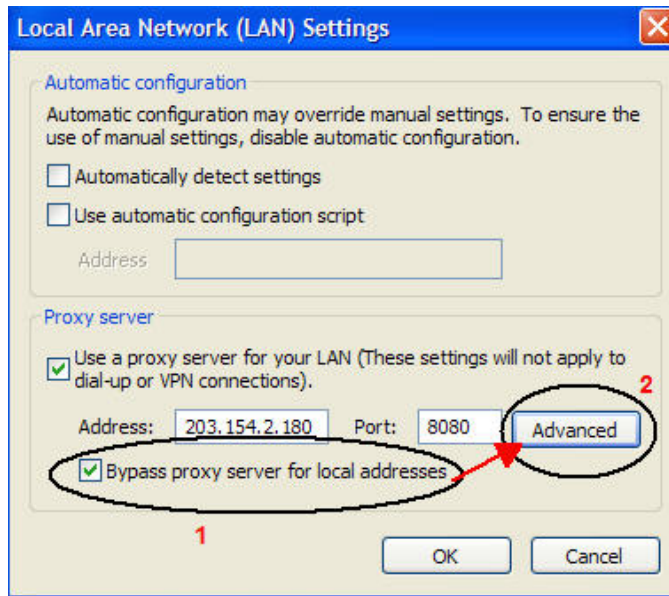 Local Area Network (LAN) Settings
Automatic configuration
Automatic configuration may override manual settings. To ensure the
use of manual settings, disable automatic configuration.
Automatically detect settings
Use automatic configuration script
Address
Proxy server
Use a proxy server for your LAN (These settings will not apply to
dial-up or VPN connections).
2
Address: 203.154.2.180 Port: 8080 Advanced
Bypass proxy server for local addresses
1
OK Cancel